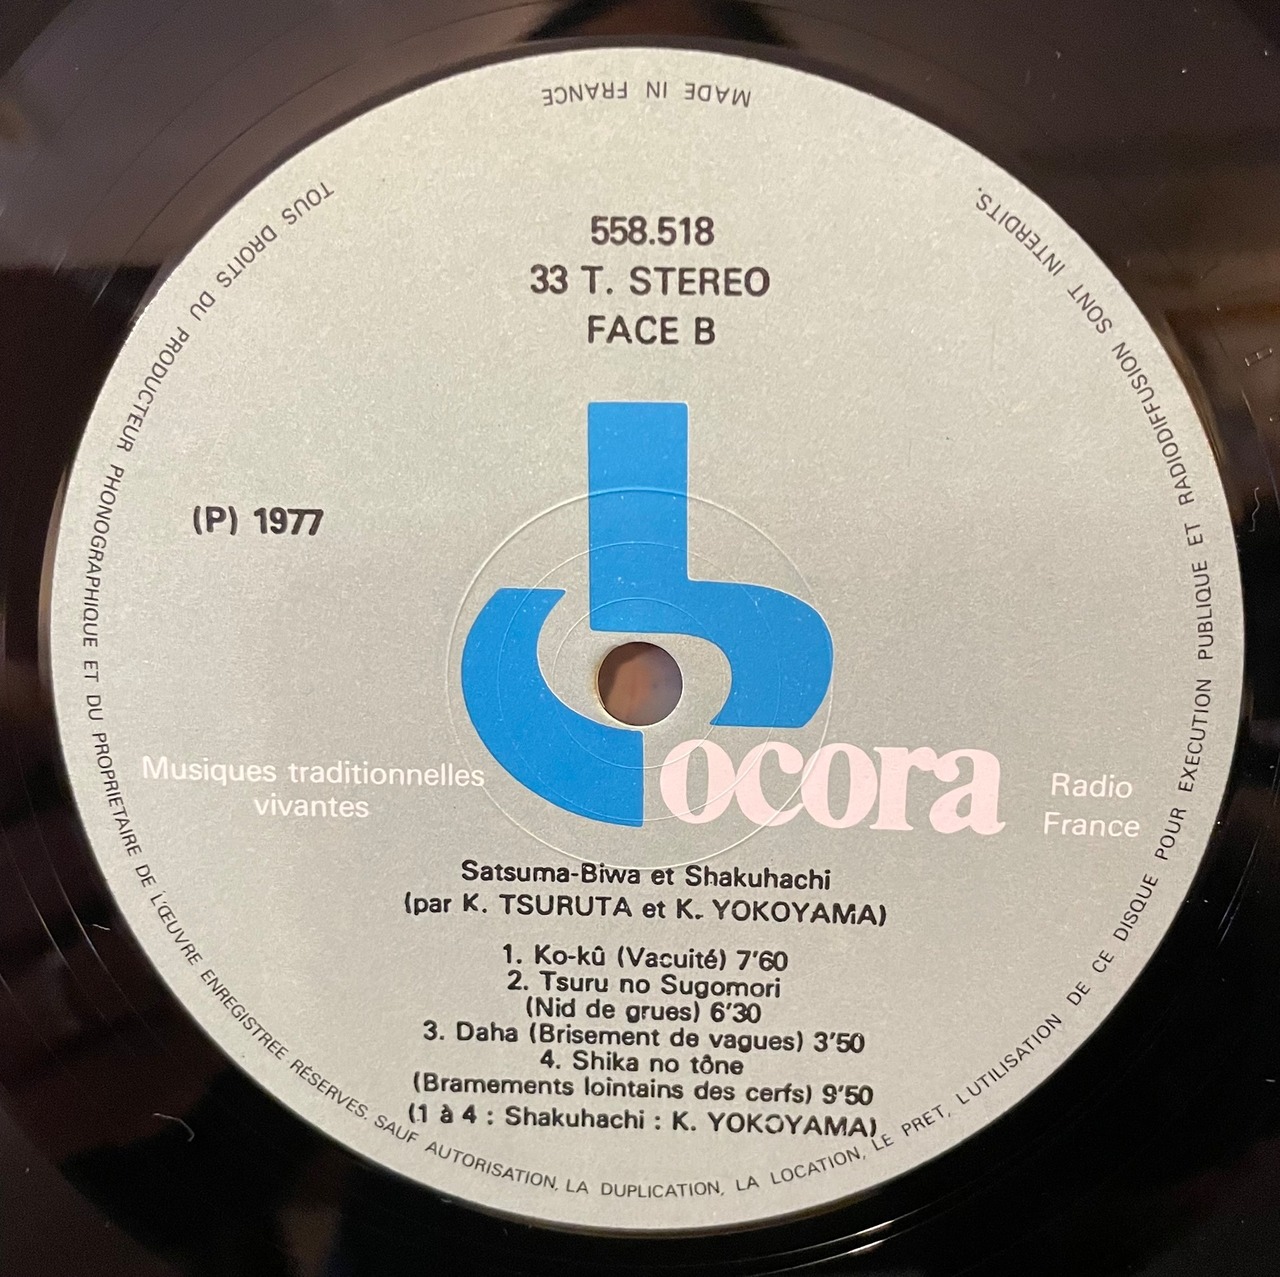 MADE IN FRANCE
558.518
33 T. STEREO
FACE B
(P) 1977
Musiques traditionnelles
vivantes
ocora
Radio
France
Satsuma-Biwa et Shakuhachi
(par K. TSURUTA et K. YOKOYAMA)
1. Ko-kû (Vacuité) 7'60
2. Tsuru no Sugomori
(Nid de grues) 6'30
3. Daha (Brisement de vagues) 3'50
4. Shika no tône
(Bramements lointains des cerfs) 9'50
(1 à 4 : Shakuhachi : K. YOKOYAMA)
TOUS DROITS DU PRODUCTEUR PHONOGRAPHIQUE ET DU PROPRIETAIRE DE L'ŒUVRE ENREGISTREE RÉSERVES. SAUF AUTORISATION, LA DUPLICATION, LA LOCATION, LE PRET, L'UTILISATION DE CE DISQUE POUR EXECUTION PUBLIQUE ET RADIODIFFUSION SONT INTERDITS.